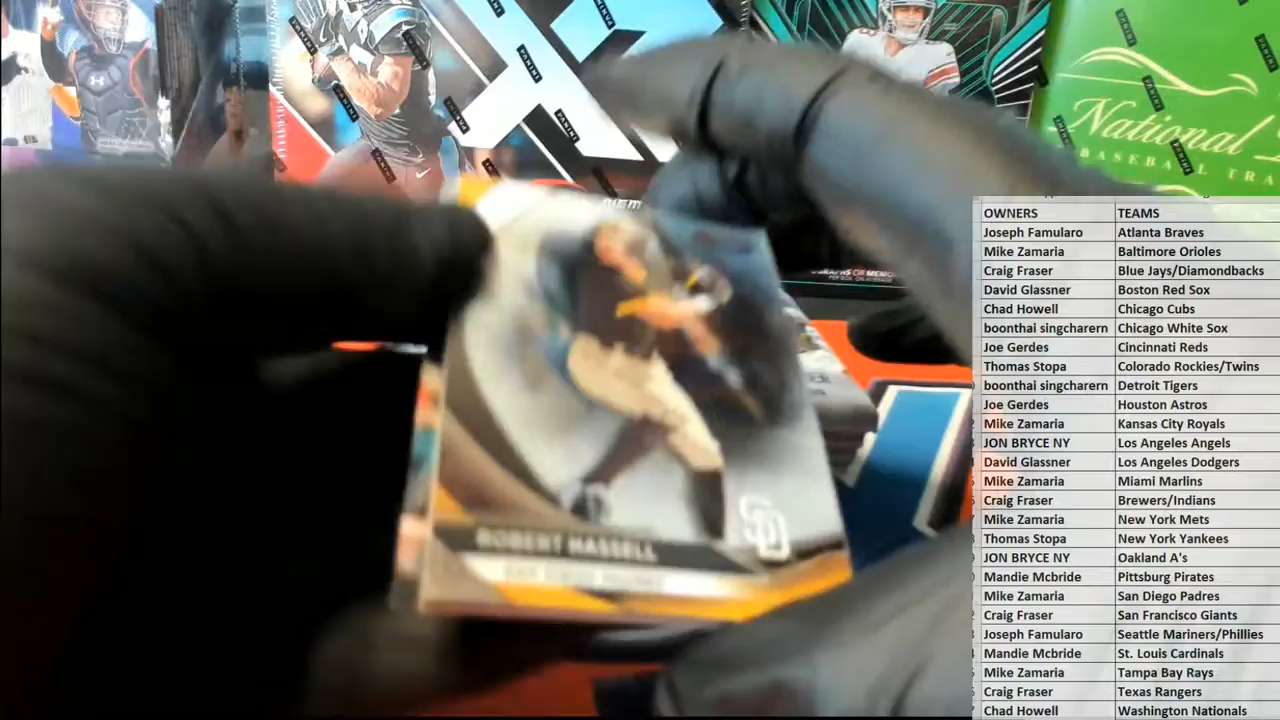 PANINI
PANINI
PANINI
PANINI
PANINI
National
BASEBALL TRA
OWNERS TEAMS
Joseph Famularo Atlanta Braves
Mike Zamaria Baltimore Orioles
Craig Fraser Blue Jays/Diamondbacks
David Glassner Boston Red Sox
Chad Howell Chicago Cubs
boonthai singcharern Chicago White Sox
Joe Gerdes Cincinnati Reds
Thomas Stopa Colorado Rockies/Twins
boonthai singcharern Detroit Tigers
Joe Gerdes Houston Astros
Mike Zamaria Kansas City Royals
JON BRYCE NY Los Angeles Angels
David Glassner Los Angeles Dodgers
Mike Zamaria Miami Marlins
Craig Fraser Brewers/Indians
Mike Zamaria New York Mets
Thomas Stopa New York Yankees
JON BRYCE NY Oakland A's
Mandie Mcbride Pittsburg Pirates
Mike Zamaria San Diego Padres
Craig Fraser San Francisco Giants
Joseph Famularo Seattle Mariners/Phillies
Mandie Mcbride St. Louis Cardinals
Mike Zamaria Tampa Bay Rays
Craig Fraser Texas Rangers
Chad Howell Washington Nationals
SD
ROBERT HASSELL